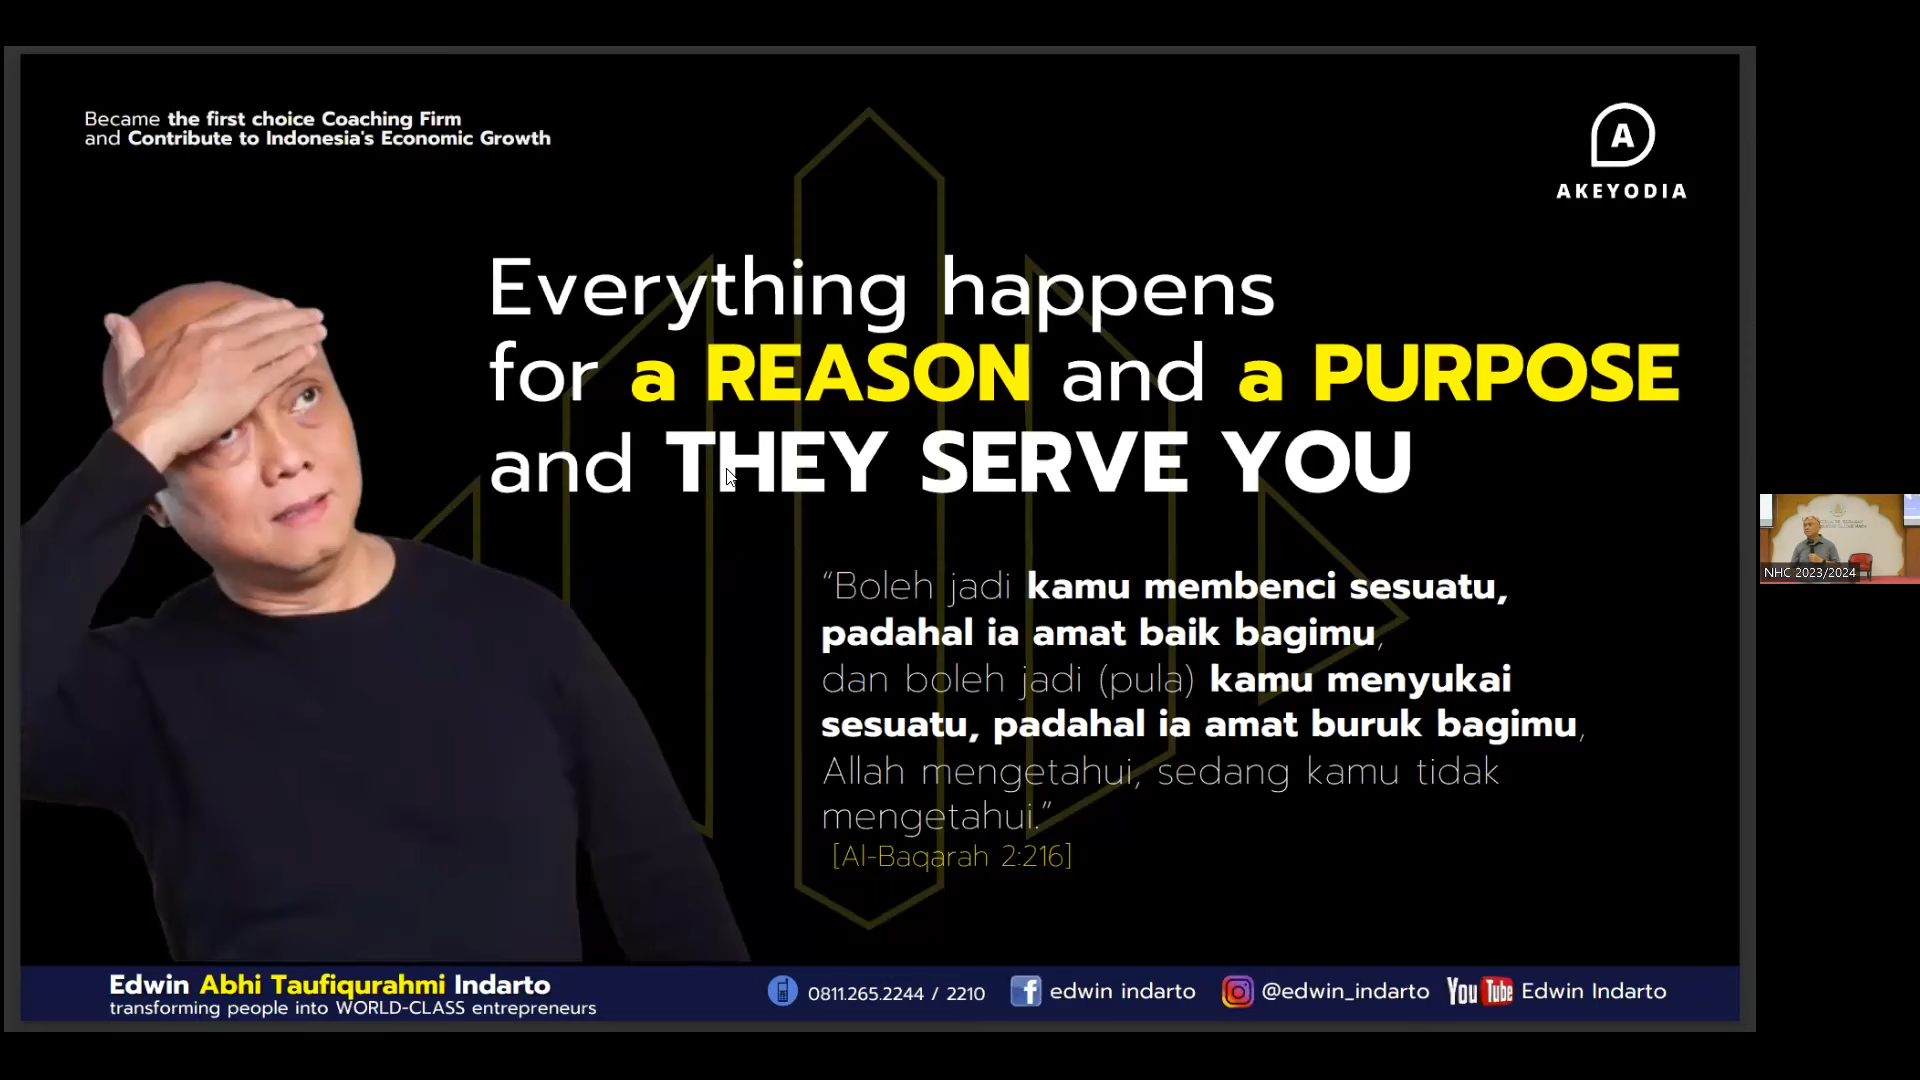 Became the first choice Coaching Firm
and Contribute to Indonesia's Economic Growth
A
AKEYODIA
Everything happens
for a REASON and a PURPOSE
and THEY SERVE YOU
“Boleh jadi kamu membenci sesuatu,
padahal ia amat baik bagimu,
dan boleh jadi (pula) kamu menyukai
sesuatu, padahal ia amat buruk bagimu,
Allah mengetahui, sedang kamu tidak
mengetahui.”
[Al-Baqarah 2:216]
NHC 2023/2024
Edwin Abhi Taufiqurahmi Indarto
transforming people into WORLD-CLASS entrepreneurs
0811.265.2244 / 2210
f edwin indarto
@edwin_indarto
YouTube Edwin Indarto